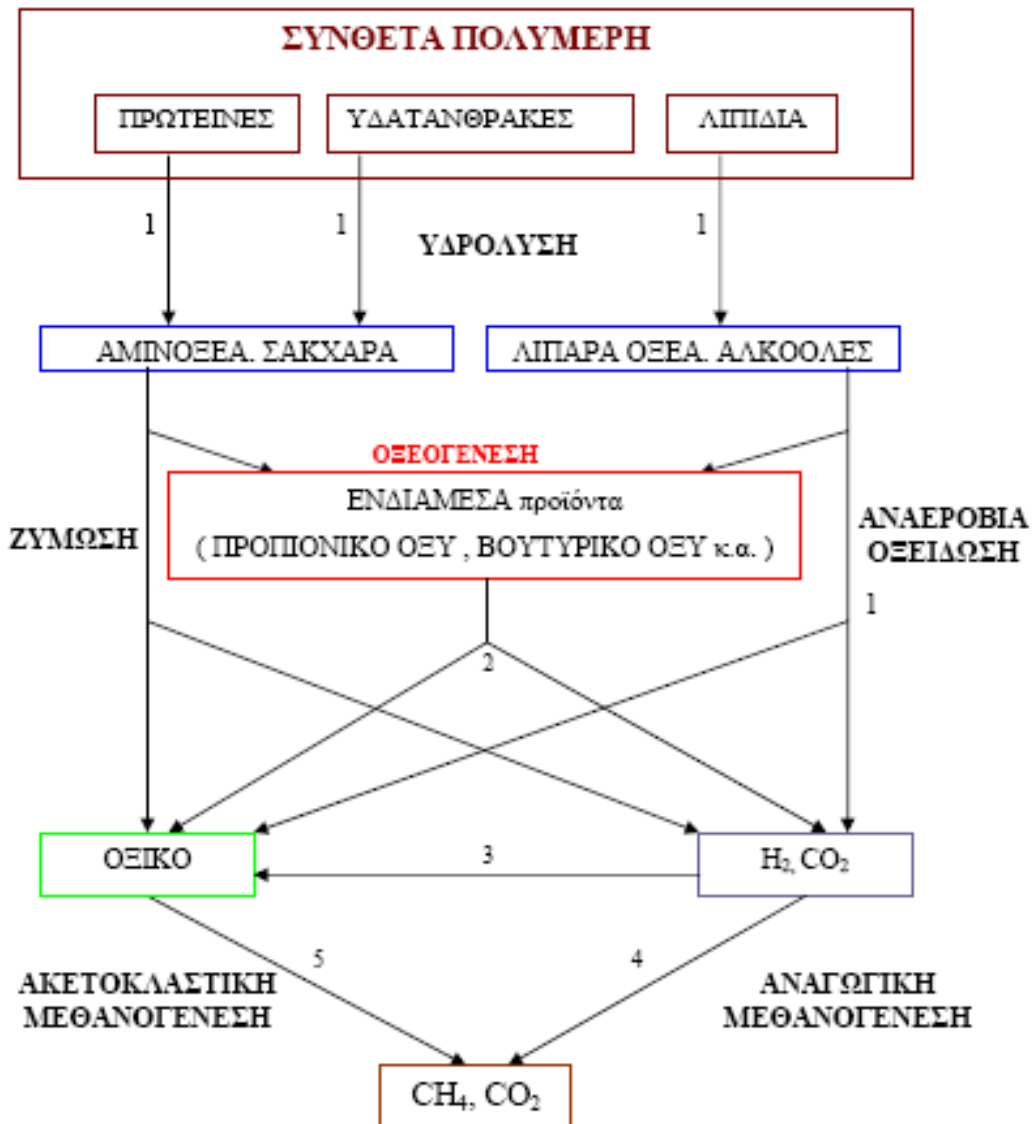 ΣΥΝΘΕΤΑ ΠΟΛΥΜΕΡΗ
ΠΡΩΤΕΙΝΕΣ ΥΔΑΤΑΝΘΡΑΚΕΣ ΛΙΠΙΔΙΑ
1 1 1
ΥΔΡΟΛΥΣΗ
ΑΜΙΝΟΞΕΑ. ΣΑΚΧΑΡΑ ΛΙΠΑΡΑ ΟΞΕΑ. ΑΛΚΟΟΛΕΣ
ΟΞΕΟΓΕΝΕΣΗ
ΕΝΔΙΑΜΕΣΑ προϊόντα
( ΠΡΟΠΙΟΝΙΚΟ ΟΞΥ , ΒΟΥΤΥΡΙΚΟ ΟΞΥ κ.α. )
ΖΥΜΩΣΗ
ΑΝΑΕΡΟΒΙΑ
ΟΞΕΙΔΩΣΗ
1
2
ΟΞΙΚΟ 3 H₂, CO₂
5 4
ΑΚΕΤΟΚΛΑΣΤΙΚΗ
ΜΕΘΑΝΟΓΕΝΕΣΗ
ΑΝΑΓΩΓΙΚΗ
ΜΕΘΑΝΟΓΕΝΕΣΗ
CH₄, CO₂